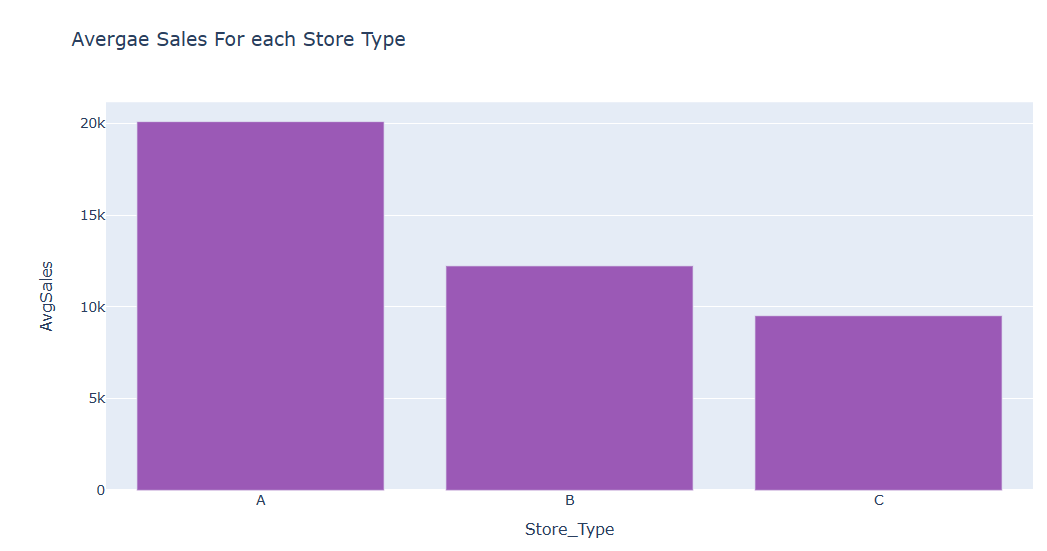 Avergae Sales For each Store Type
20k
15k
10k
5k
0
AvgSales
A
B
C
Store_Type